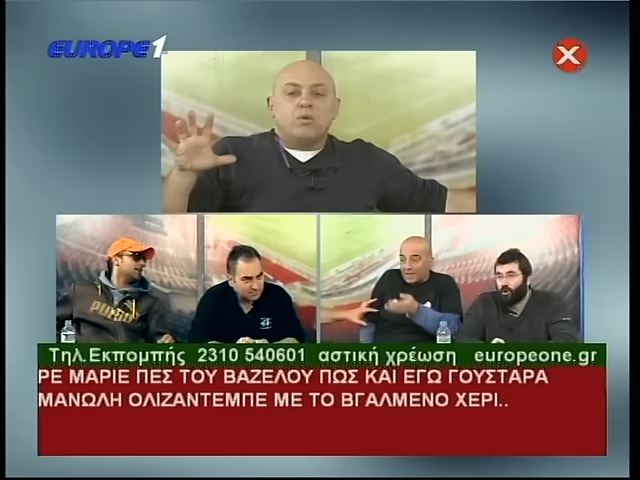 EUROPE1
PUMA
Τηλ.Εκπομπής 2310 540601 αστική χρέωση europeone.gr
ΡΕ ΜΑΡΙΕ ΠΕΣ ΤΟΥ ΒΑΖΕΛΟΥ ΠΩΣ ΚΑΙ ΕΓΩ ΓΟΥΣΤΑΡΑ
ΜΑΝΩΛΗ ΟΛΙΖΑΝΤΕΜΠΕ ΜΕ ΤΟ ΒΓΑΛΜΕΝΟ ΧΕΡΙ..